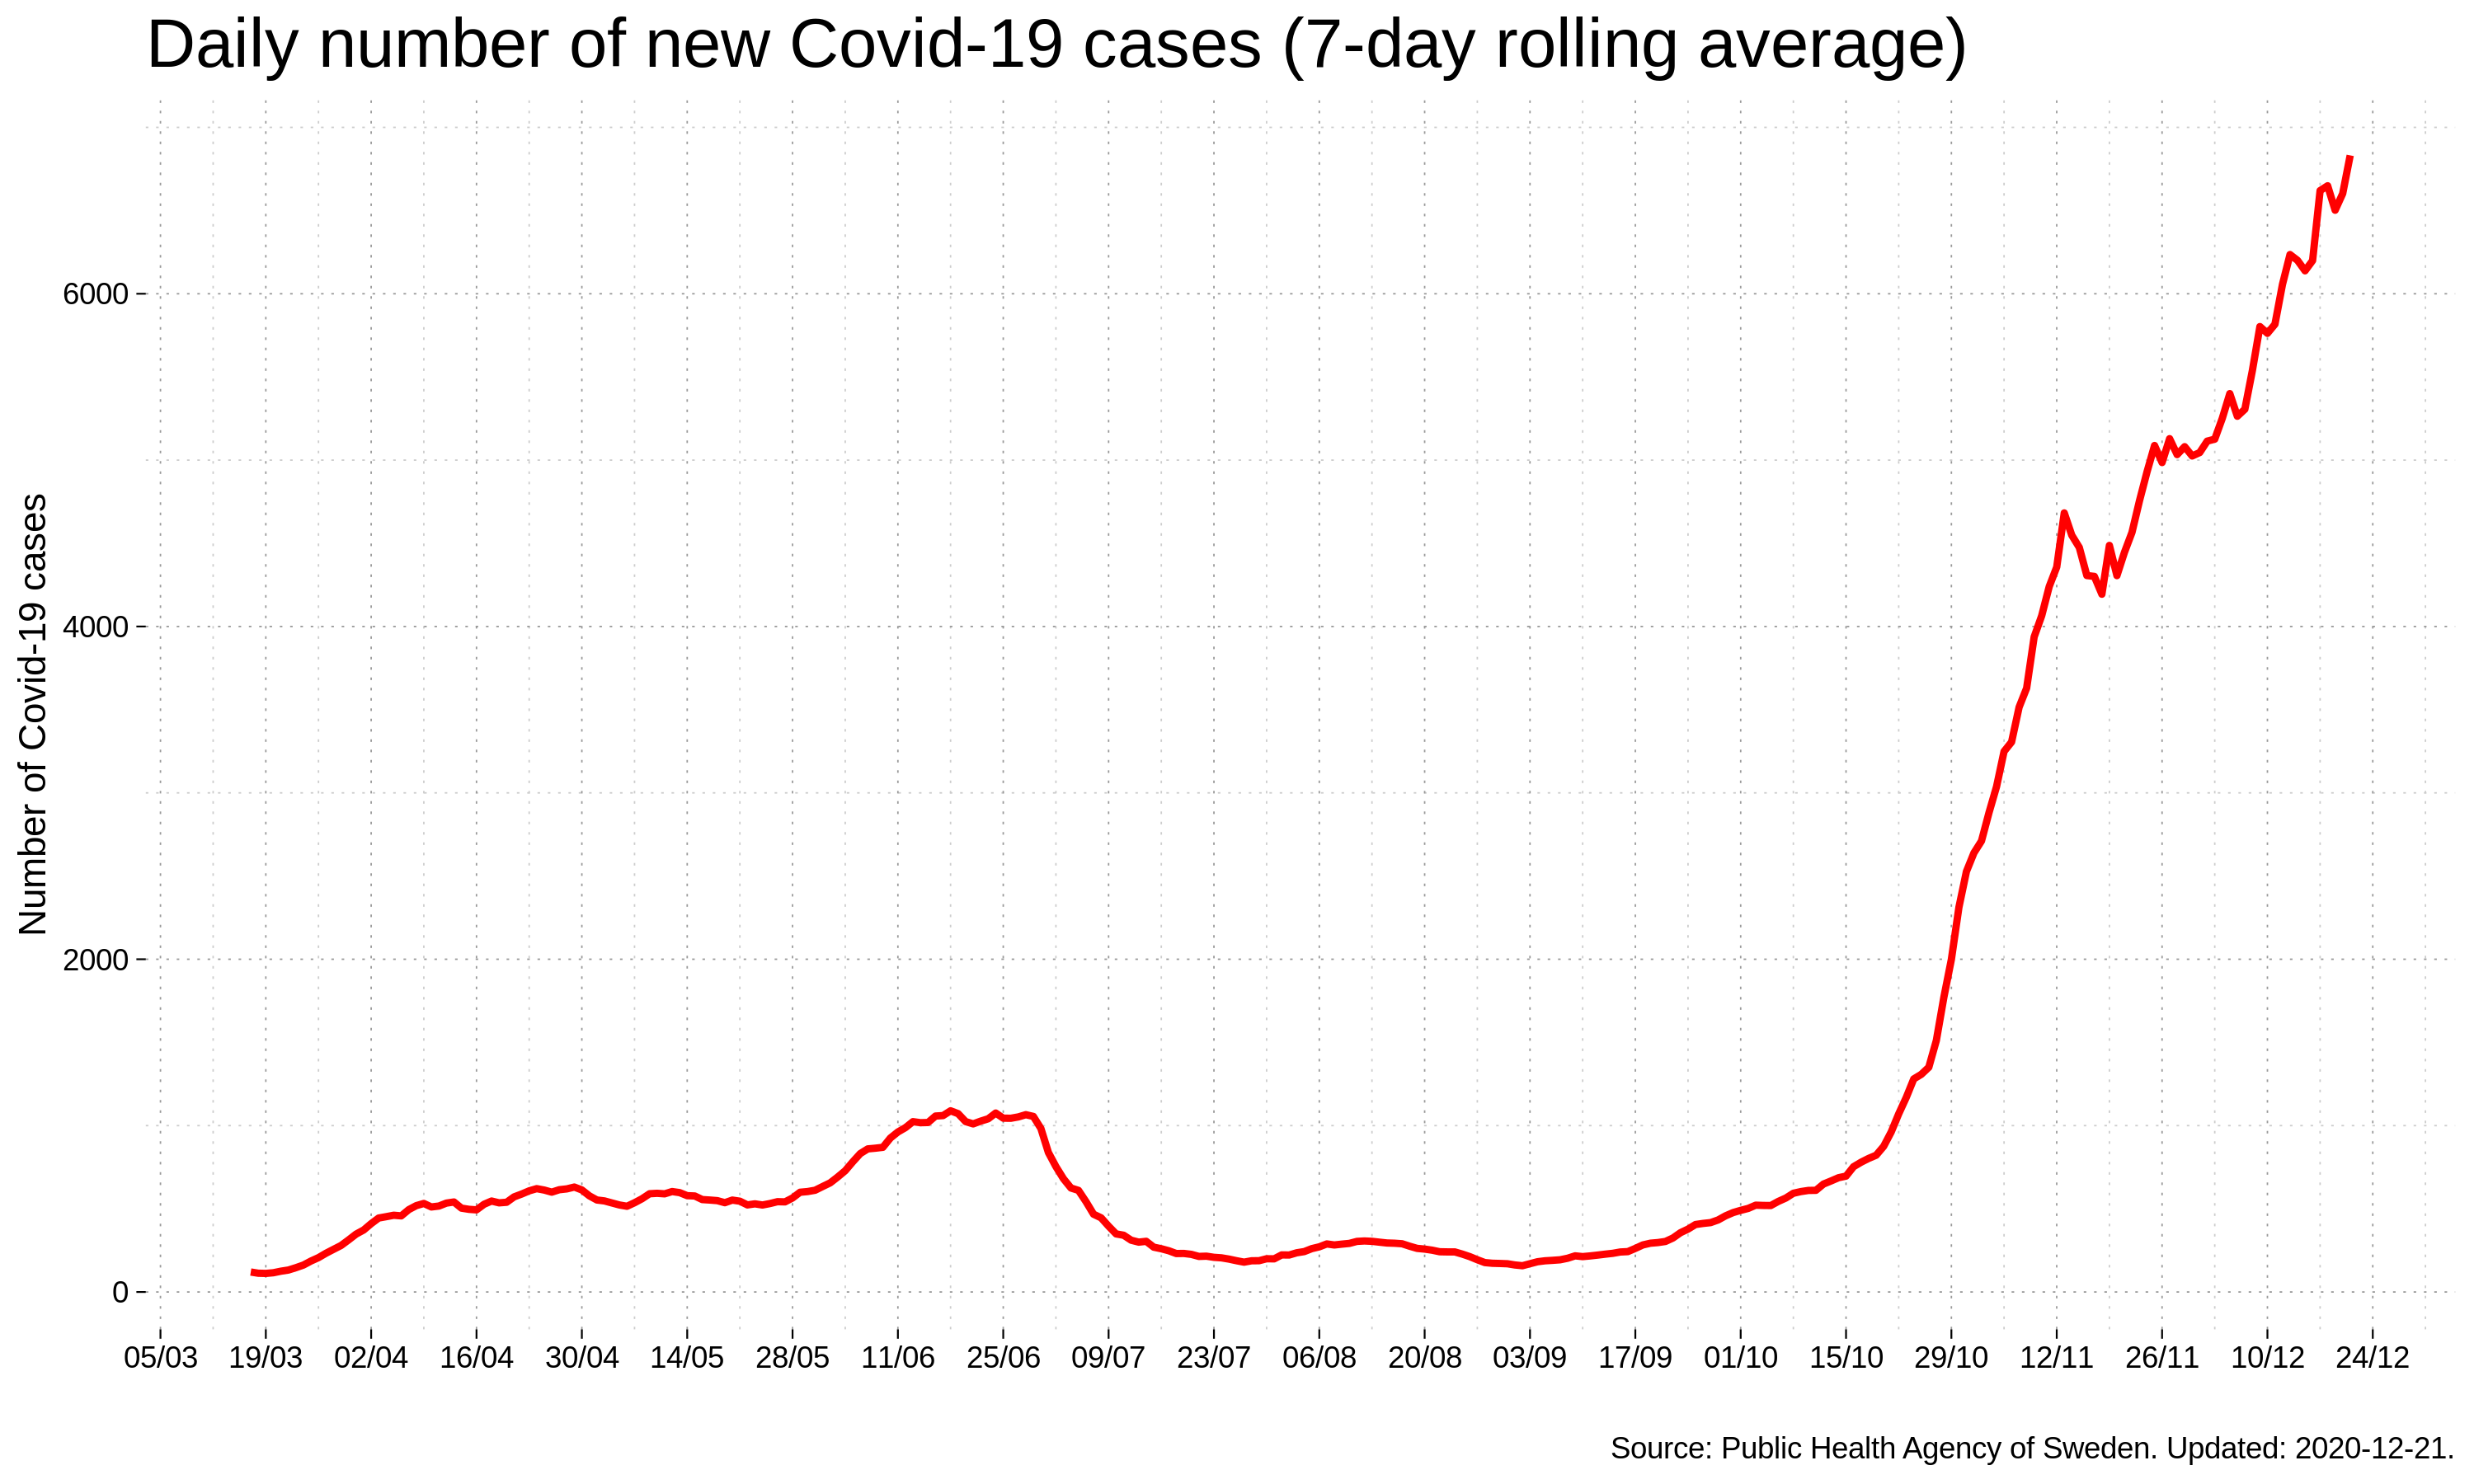 Daily number of new Covid-19 cases (7-day rolling average)
Number of Covid-19 cases
6000
4000
2000
0
05/03 19/03 02/04 16/04 30/04 14/05 28/05 11/06 25/06 09/07 23/07 06/08 20/08 03/09 17/09 01/10 15/10 29/10 12/11 26/11 10/12 24/12
Source: Public Health Agency of Sweden. Updated: 2020-12-21.